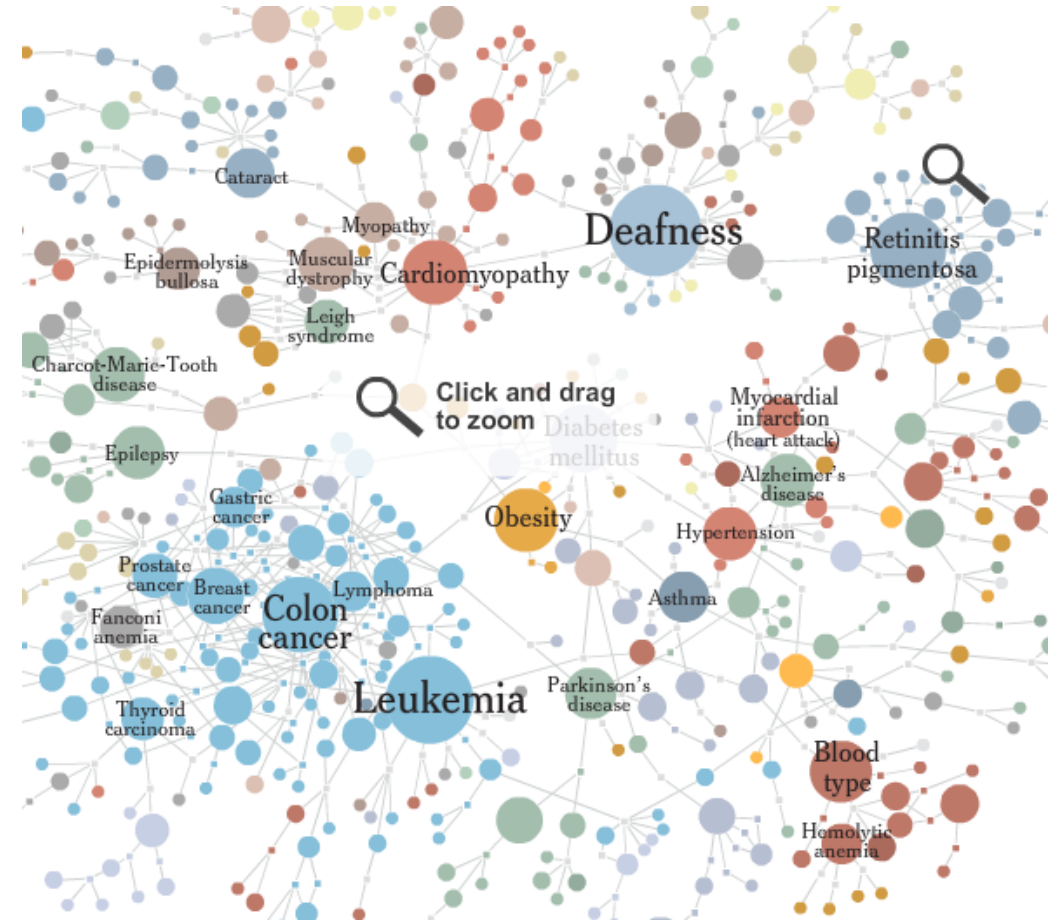 Cataract
Deafness
Myopathy
Retinitis
pigmentosa
Epidermolysis
bullosa
Muscular
dystrophy
Cardiomyopathy
Leigh
syndrome
Charcot-Marie-Tooth
disease
Click and drag
to zoom
Diabetes
mellitus
Myocardial
infarction
(heart attack)
Epilepsy
Alzheimer's
disease
Gastric
cancer
Obesity
Hypertension
Prostate
cancer
Breast
cancer
Lymphoma
Colon
cancer
Asthma
Fanconi
anemia
Leukemia
Parkinson's
disease
Thyroid
carcinoma
Blood
type
Hemolytic
anemia